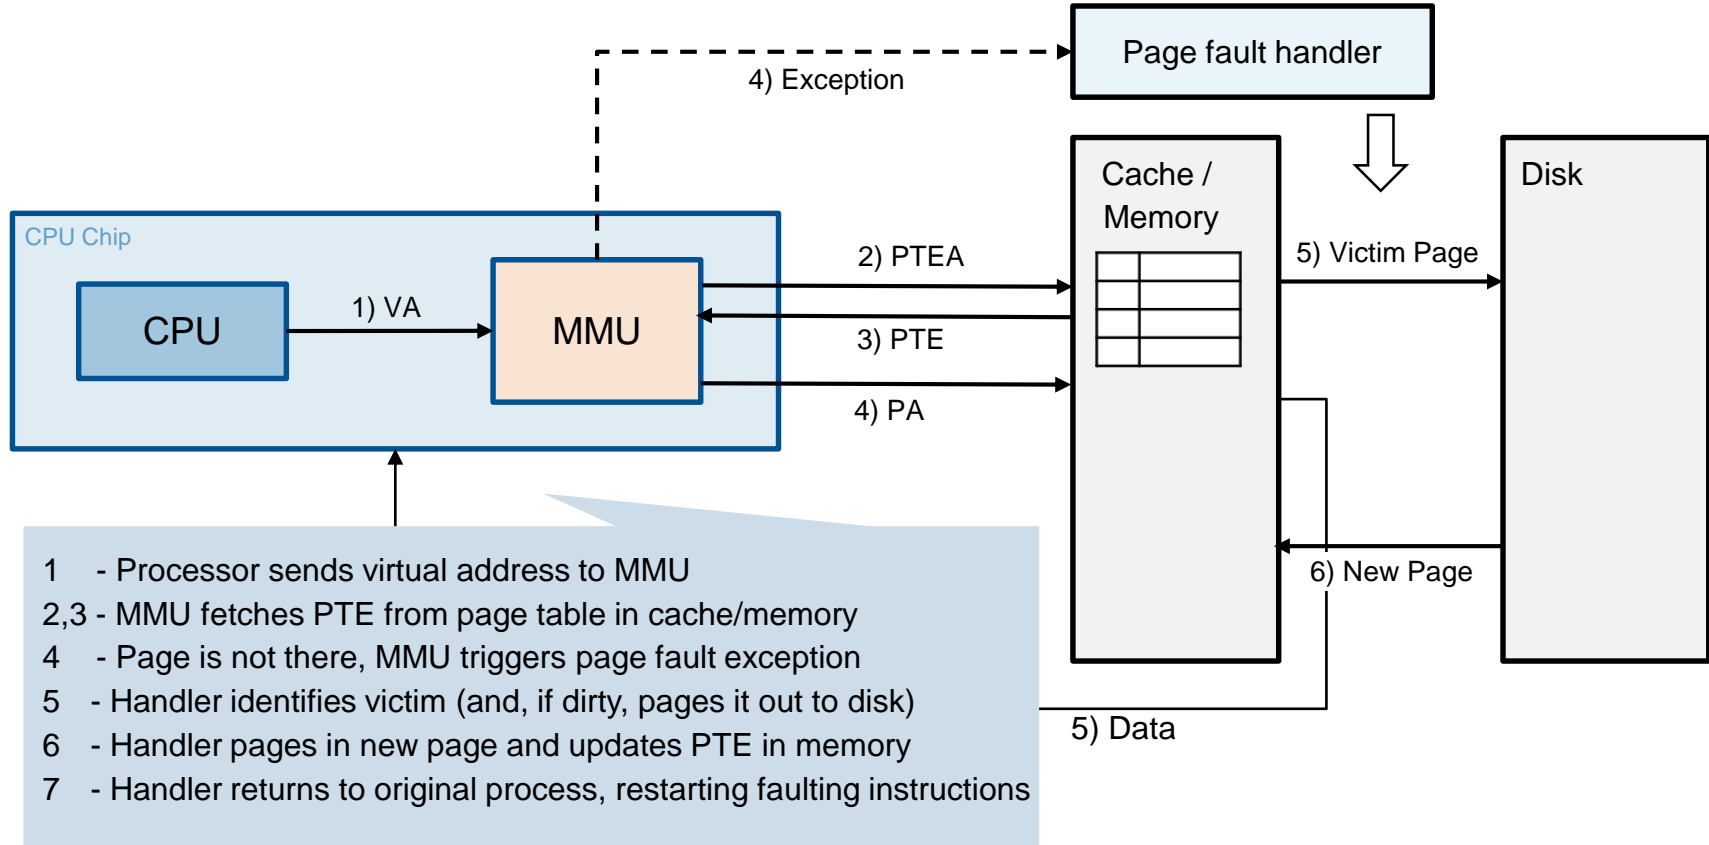 Page fault handler
4) Exception
Cache /
Memory
Disk
CPU Chip
2) PTEA
5) Victim Page
1) VA
CPU
MMU
3) PTE
4) PA
1 - Processor sends virtual address to MMU
2,3 - MMU fetches PTE from page table in cache/memory
4 - Page is not there, MMU triggers page fault exception
5 - Handler identifies victim (and, if dirty, pages it out to disk)
6 - Handler pages in new page and updates PTE in memory
7 - Handler returns to original process, restarting faulting instructions
6) New Page
5) Data